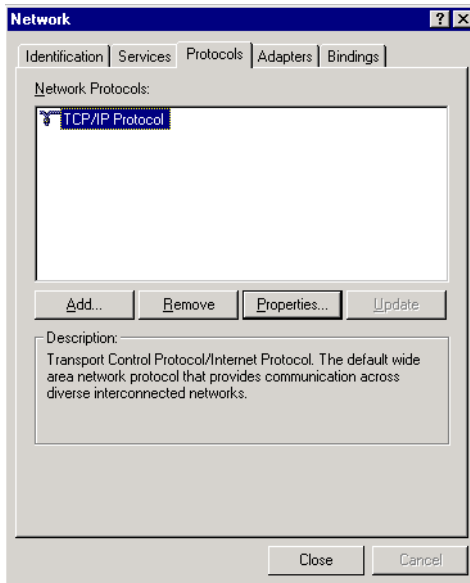 Network
Identification Services Protocols Adapters Bindings
Network Protocols:
TCP/IP Protocol
Add... Remove Properties... Update
Description:
Transport Control Protocol/Internet Protocol. The default wide
area network protocol that provides communication across
diverse interconnected networks.
Close Cancel